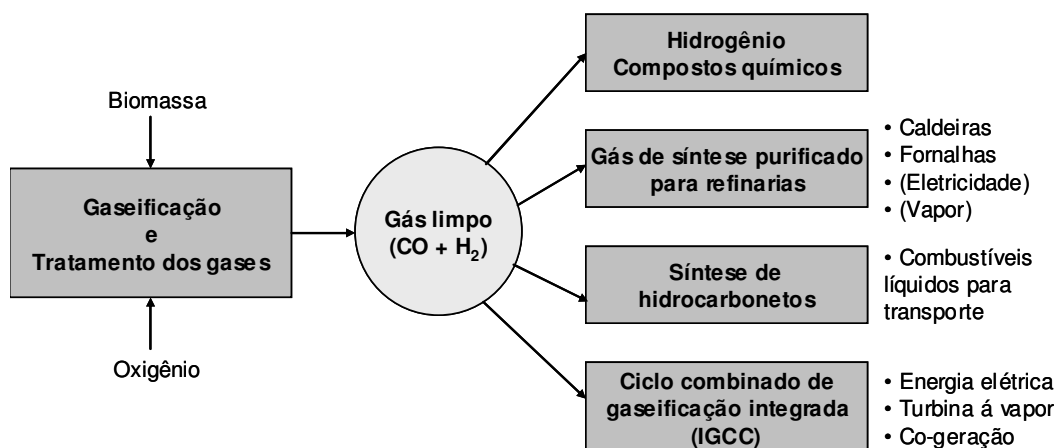 Biomassa
Gaseificação
e
Tratamento dos gases
Oxigênio
Gás limpo
(CO + H₂)
Hidrogênio
Compostos químicos
Gás de síntese purificado
para refinarias
• Caldeiras
• Fornalhas
• (Eletricidade)
• (Vapor)
Síntese de
hidrocarbonetos
• Combustíveis
líquidos para
transporte
Ciclo combinado de
gaseificação integrada
(IGCC)
• Energia elétrica
• Turbina á vapor
• Co-geração